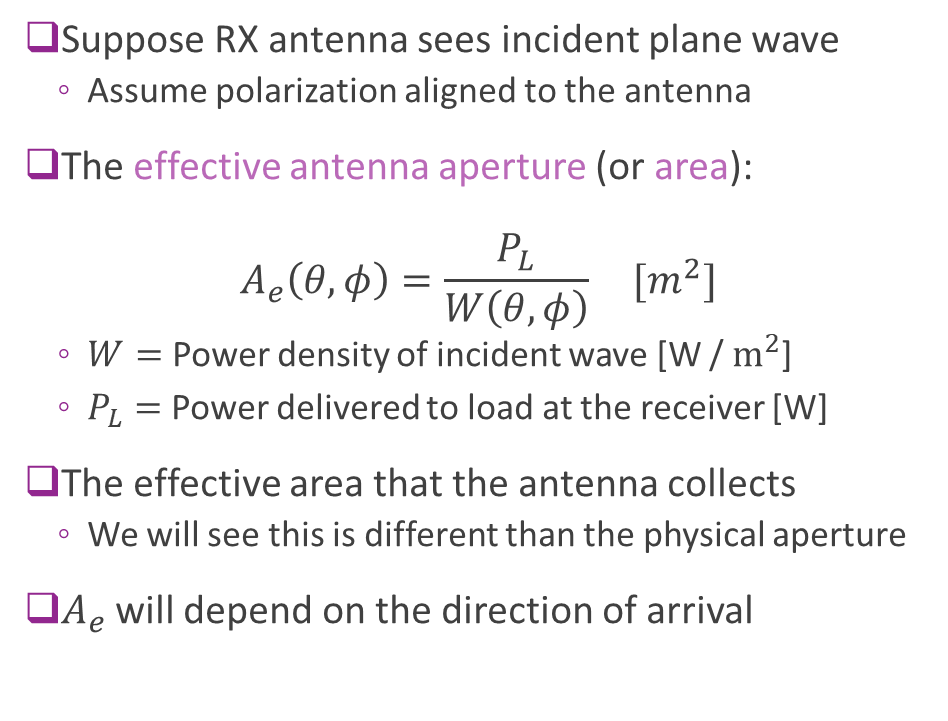 ❑Suppose RX antenna sees incident plane wave
◦ Assume polarization aligned to the antenna
❑The effective antenna aperture (or area):
A_e(θ, ϕ) = P_L / W(θ, ϕ) [m²]
◦ W = Power density of incident wave [W / m²]
◦ P_L = Power delivered to load at the receiver [W]
❑The effective area that the antenna collects
◦ We will see this is different than the physical aperture
❑A_e will depend on the direction of arrival